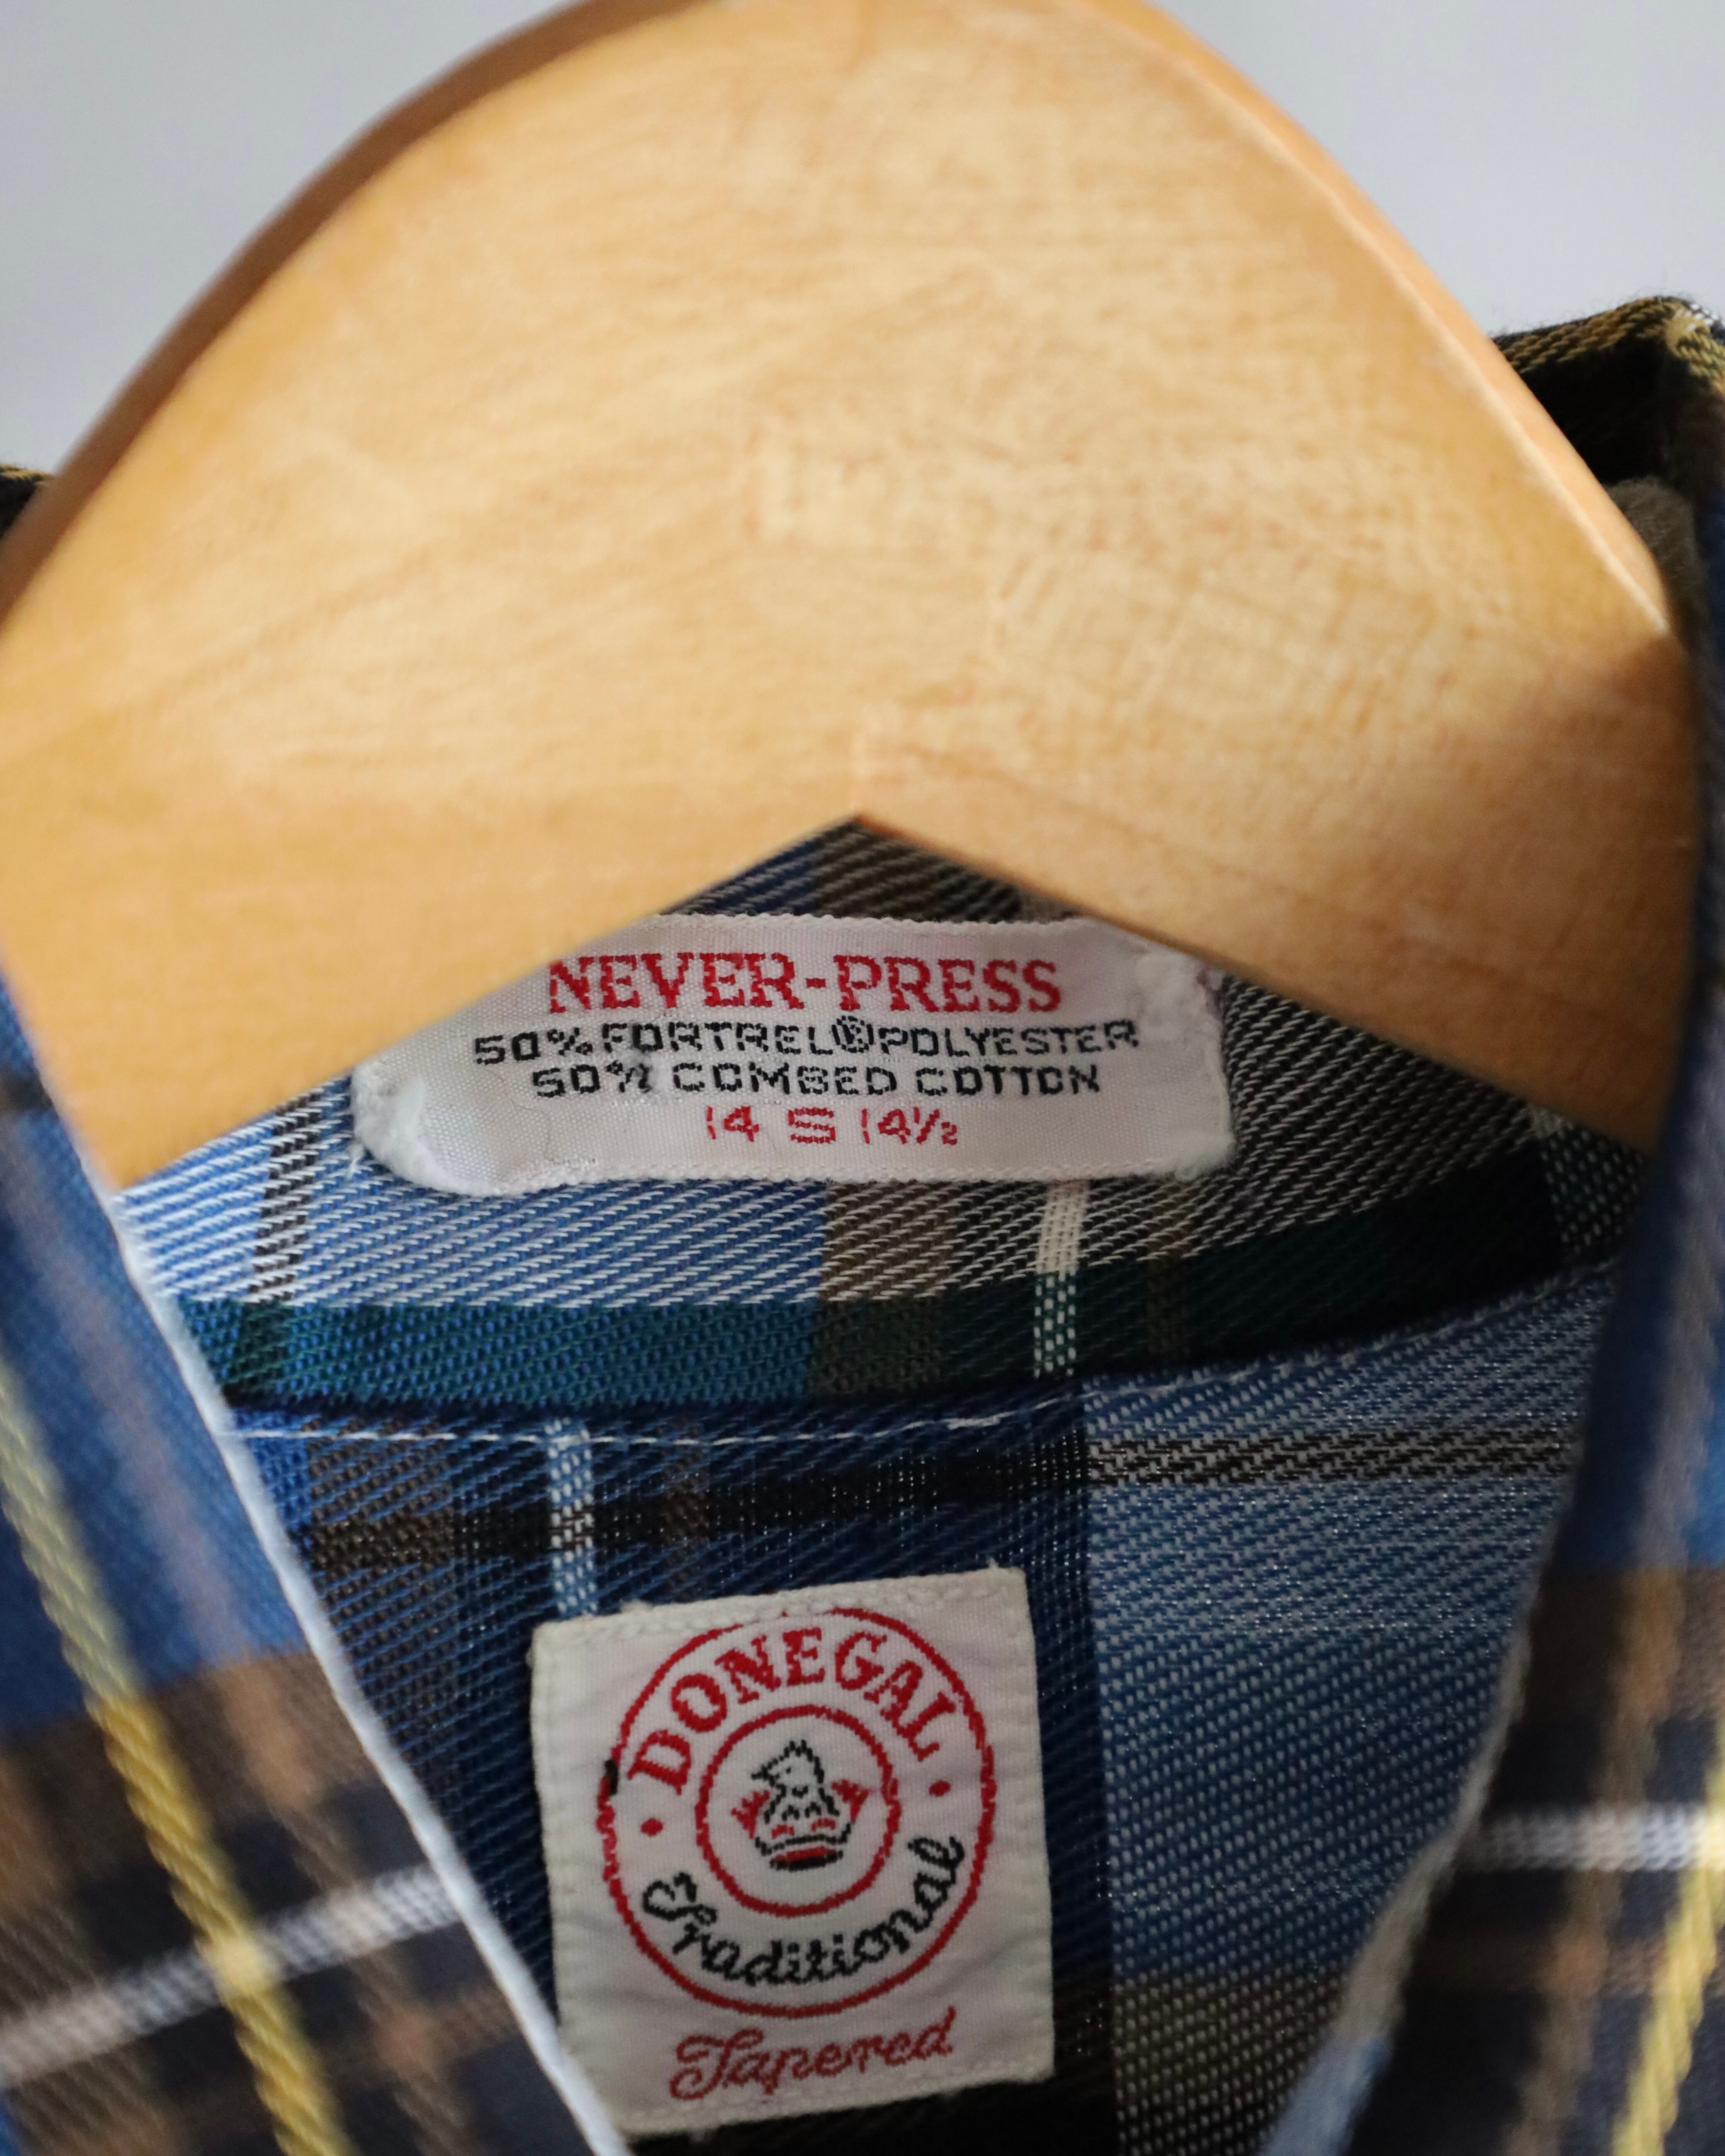 NEVER-PRESS
50% FORTREL® POLYESTER
50% COMBED COTTON
14 S 14½
DONEGAL
Traditional
Tapered